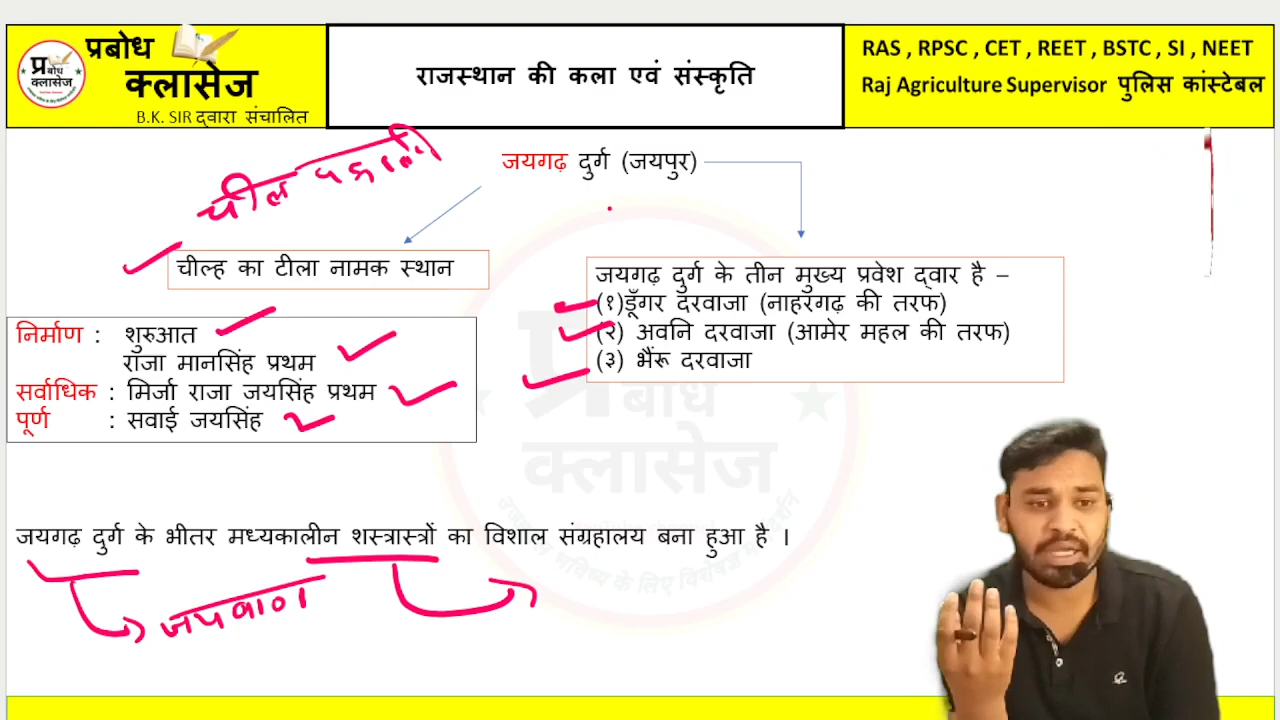 प्रबोध
क्लासेज
B.K. SIR द्वारा संचालित
प्र
बोध
क्लासेज
राजस्थान की कला एवं संस्कृति
RAS , RPSC , CET , REET , BSTC , SI , NEET
Raj Agriculture Supervisor पुलिस कांस्टेबल
जयगढ़ दुर्ग (जयपुर)
चील
चील्ह का टीला नामक स्थान
निर्माण : शुरुआत
राजा मानसिंह प्रथम
सर्वाधिक : मिर्जा राजा जयसिंह प्रथम
पूर्ण : सवाई जयसिंह
जयगढ़ दुर्ग के तीन मुख्य प्रवेश द्वार है –
(१)डूँगर दरवाजा (नाहरगढ़ की तरफ)
(२) अवनि दरवाजा (आमेर महल की तरफ)
(३) भैंरू दरवाजा
प्र
बोध
क्लासेज
जयगढ़ दुर्ग के भीतर मध्यकालीन शस्त्रास्त्रों का विशाल संग्रहालय बना हुआ है ।
जयबाण